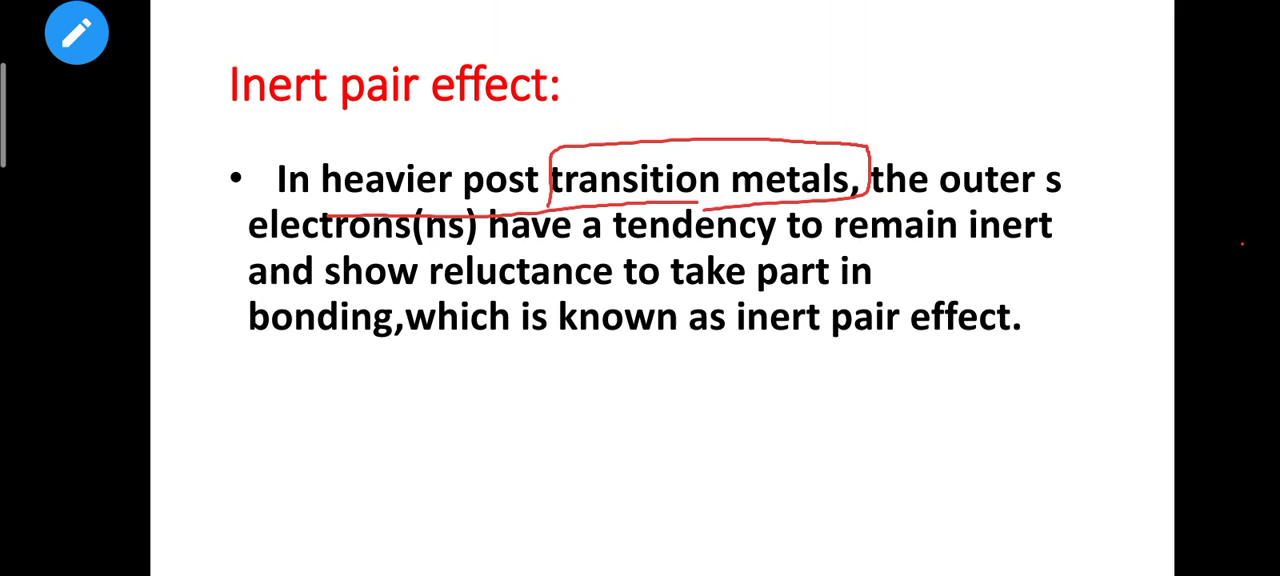 Inert pair effect:
• In heavier post transition metals, the outer s
electrons(ns) have a tendency to remain inert
and show reluctance to take part in
bonding,which is known as inert pair effect.